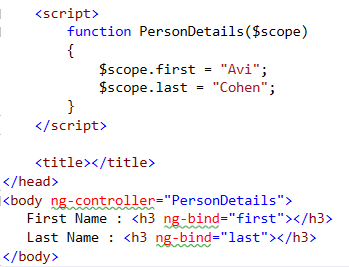 <script>
function PersonDetails($scope)
{
$scope.first = "Avi";
$scope.last = "Cohen";
}
</script>
<title></title>
</head>
<body ng-controller="PersonDetails">
First Name : <h3 ng-bind="first"></h3>
Last Name : <h3 ng-bind="last"></h3>
</body>